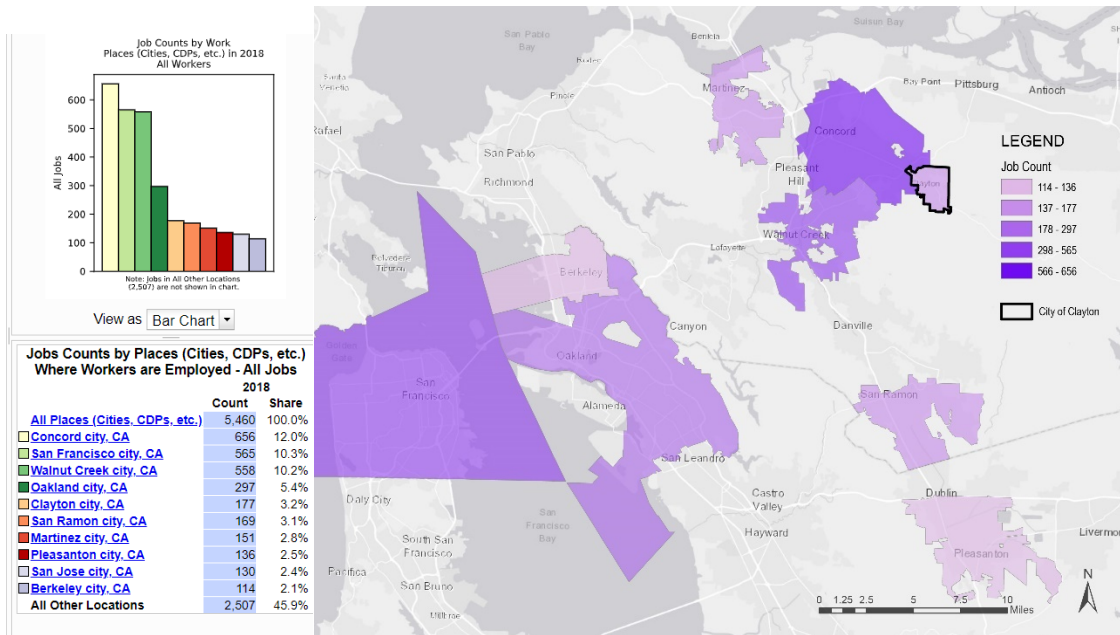 Job Counts by Work
Places (Cities, CDPs, etc.) in 2018
All Workers
All Jobs
600
500
400
300
200
100
0
Note: Jobs in All Other Locations
(2,507) are not shown in chart.
View as Bar Chart
Jobs Counts by Places (Cities, CDPs, etc.)
Where Workers are Employed - All Jobs
2018
Count Share
All Places (Cities, CDPs, etc.) 5,460 100.0%
Concord city, CA 656 12.0%
San Francisco city, CA 565 10.3%
Walnut Creek city, CA 558 10.2%
Oakland city, CA 297 5.4%
Clayton city, CA 177 3.2%
San Ramon city, CA 169 3.1%
Martinez city, CA 151 2.8%
Pleasanton city, CA 136 2.5%
San Jose city, CA 130 2.4%
Berkeley city, CA 114 2.1%
All Other Locations 2,507 45.9%
San Pablo
Bay
Suisun Bay
Benicia
Rodeo
Martinez
Bay Point
Pittsburg
Antioch
Pinole
Concord
San Pablo
Richmond
Pleasant
Hill
Clayton
Walnut Creek
Lafayette
Belvedere
Tiburon
Berkeley
Golden
Gate
San
Francisco
Oakland
Canyon
Danville
Alameda
San Ramon
San Leandro
Daly City
Castro
Valley
Dublin
San
Francisco
Bay
Hayward
Pleasanton
South San
Francisco
Pacifica
San Bruno
Millbrae
LEGEND
Job Count
114 - 136
137 - 177
178 - 297
298 - 565
566 - 656
City of Clayton
N
0 1.25 2.5 5 7.5 10
Miles